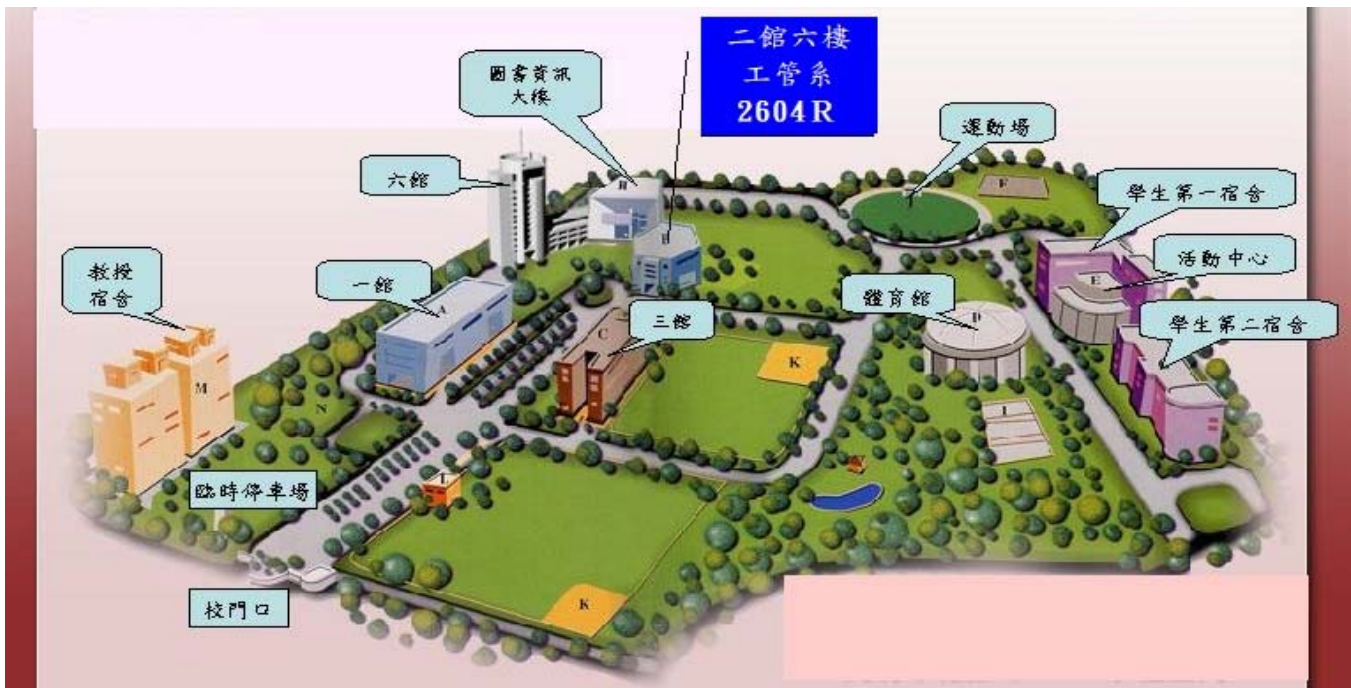 二館六樓
工管系
2604R
圖書資訊
大樓
運動場
六館
學生第一宿舍
活動中心
教授
宿舍
一館
體育館
三館
學生第二宿舍
臨時停車場
校門口
H
B
F
E
A
D
C
K
M
N
I
K